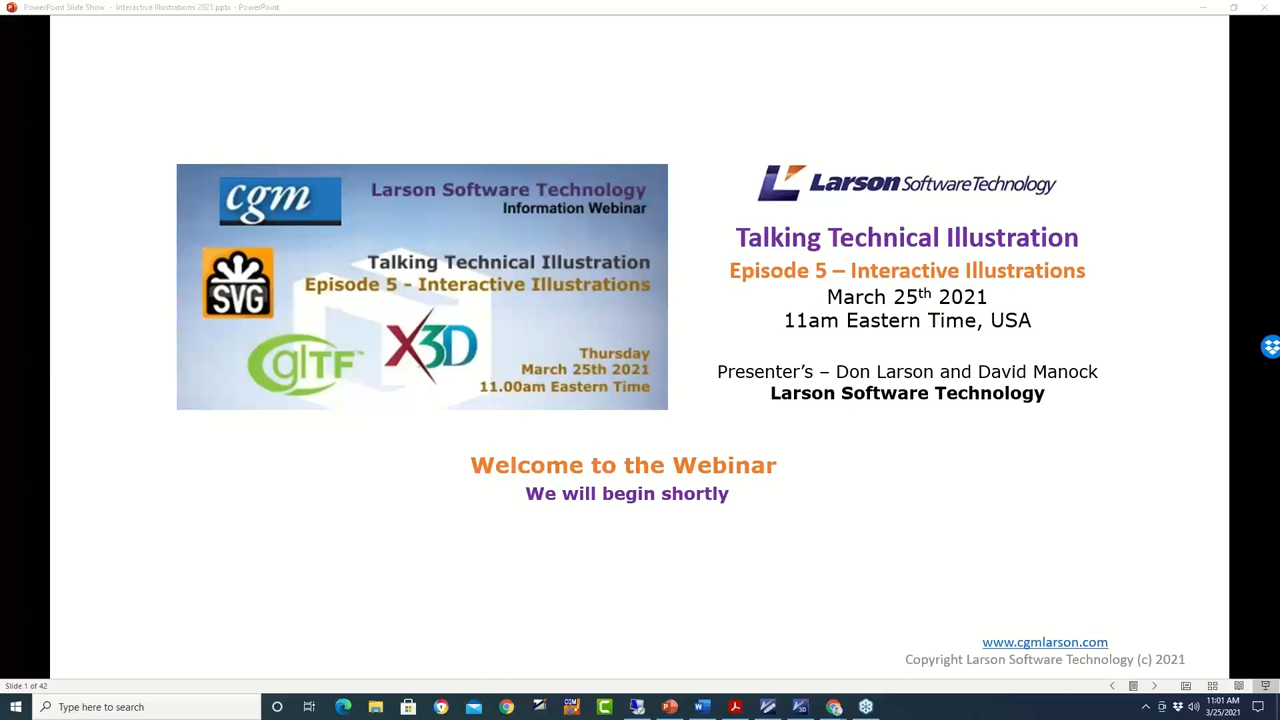 PowerPoint Slide Show - Interactive Illustrations 2021.pptx - PowerPoint
cgm
Larson Software Technology
Information Webinar
SVG
Talking Technical Illustration
Episode 5 - Interactive Illustrations
glTF™
X3D
Thursday
March 25th 2021
11.00am Eastern Time
Larson Software Technology
Talking Technical Illustration
Episode 5 – Interactive Illustrations
March 25th 2021
11am Eastern Time, USA
Presenter's – Don Larson and David Manock
Larson Software Technology
Welcome to the Webinar
We will begin shortly
www.cgmlarson.com
Copyright Larson Software Technology (c) 2021
Slide 1 of 42
Type here to search
11:01 AM
3/25/2021